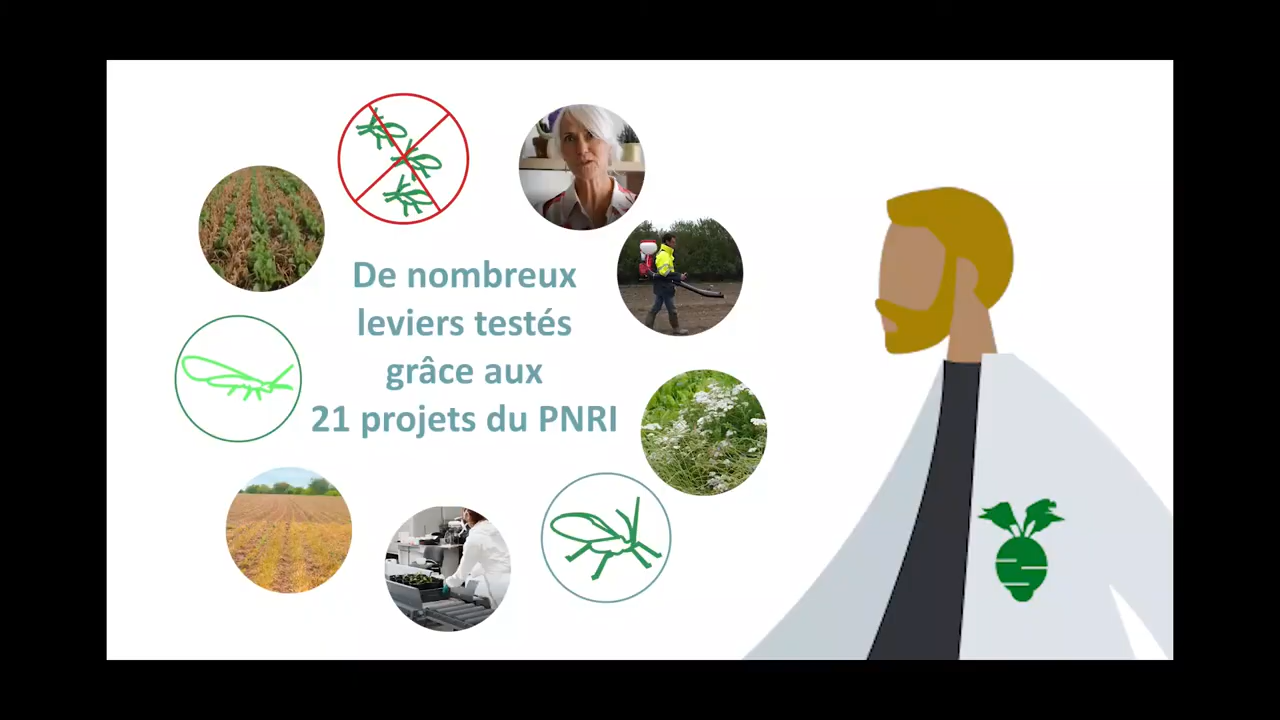 De nombreux
leviers testés
grâce aux
21 projets du PNRI